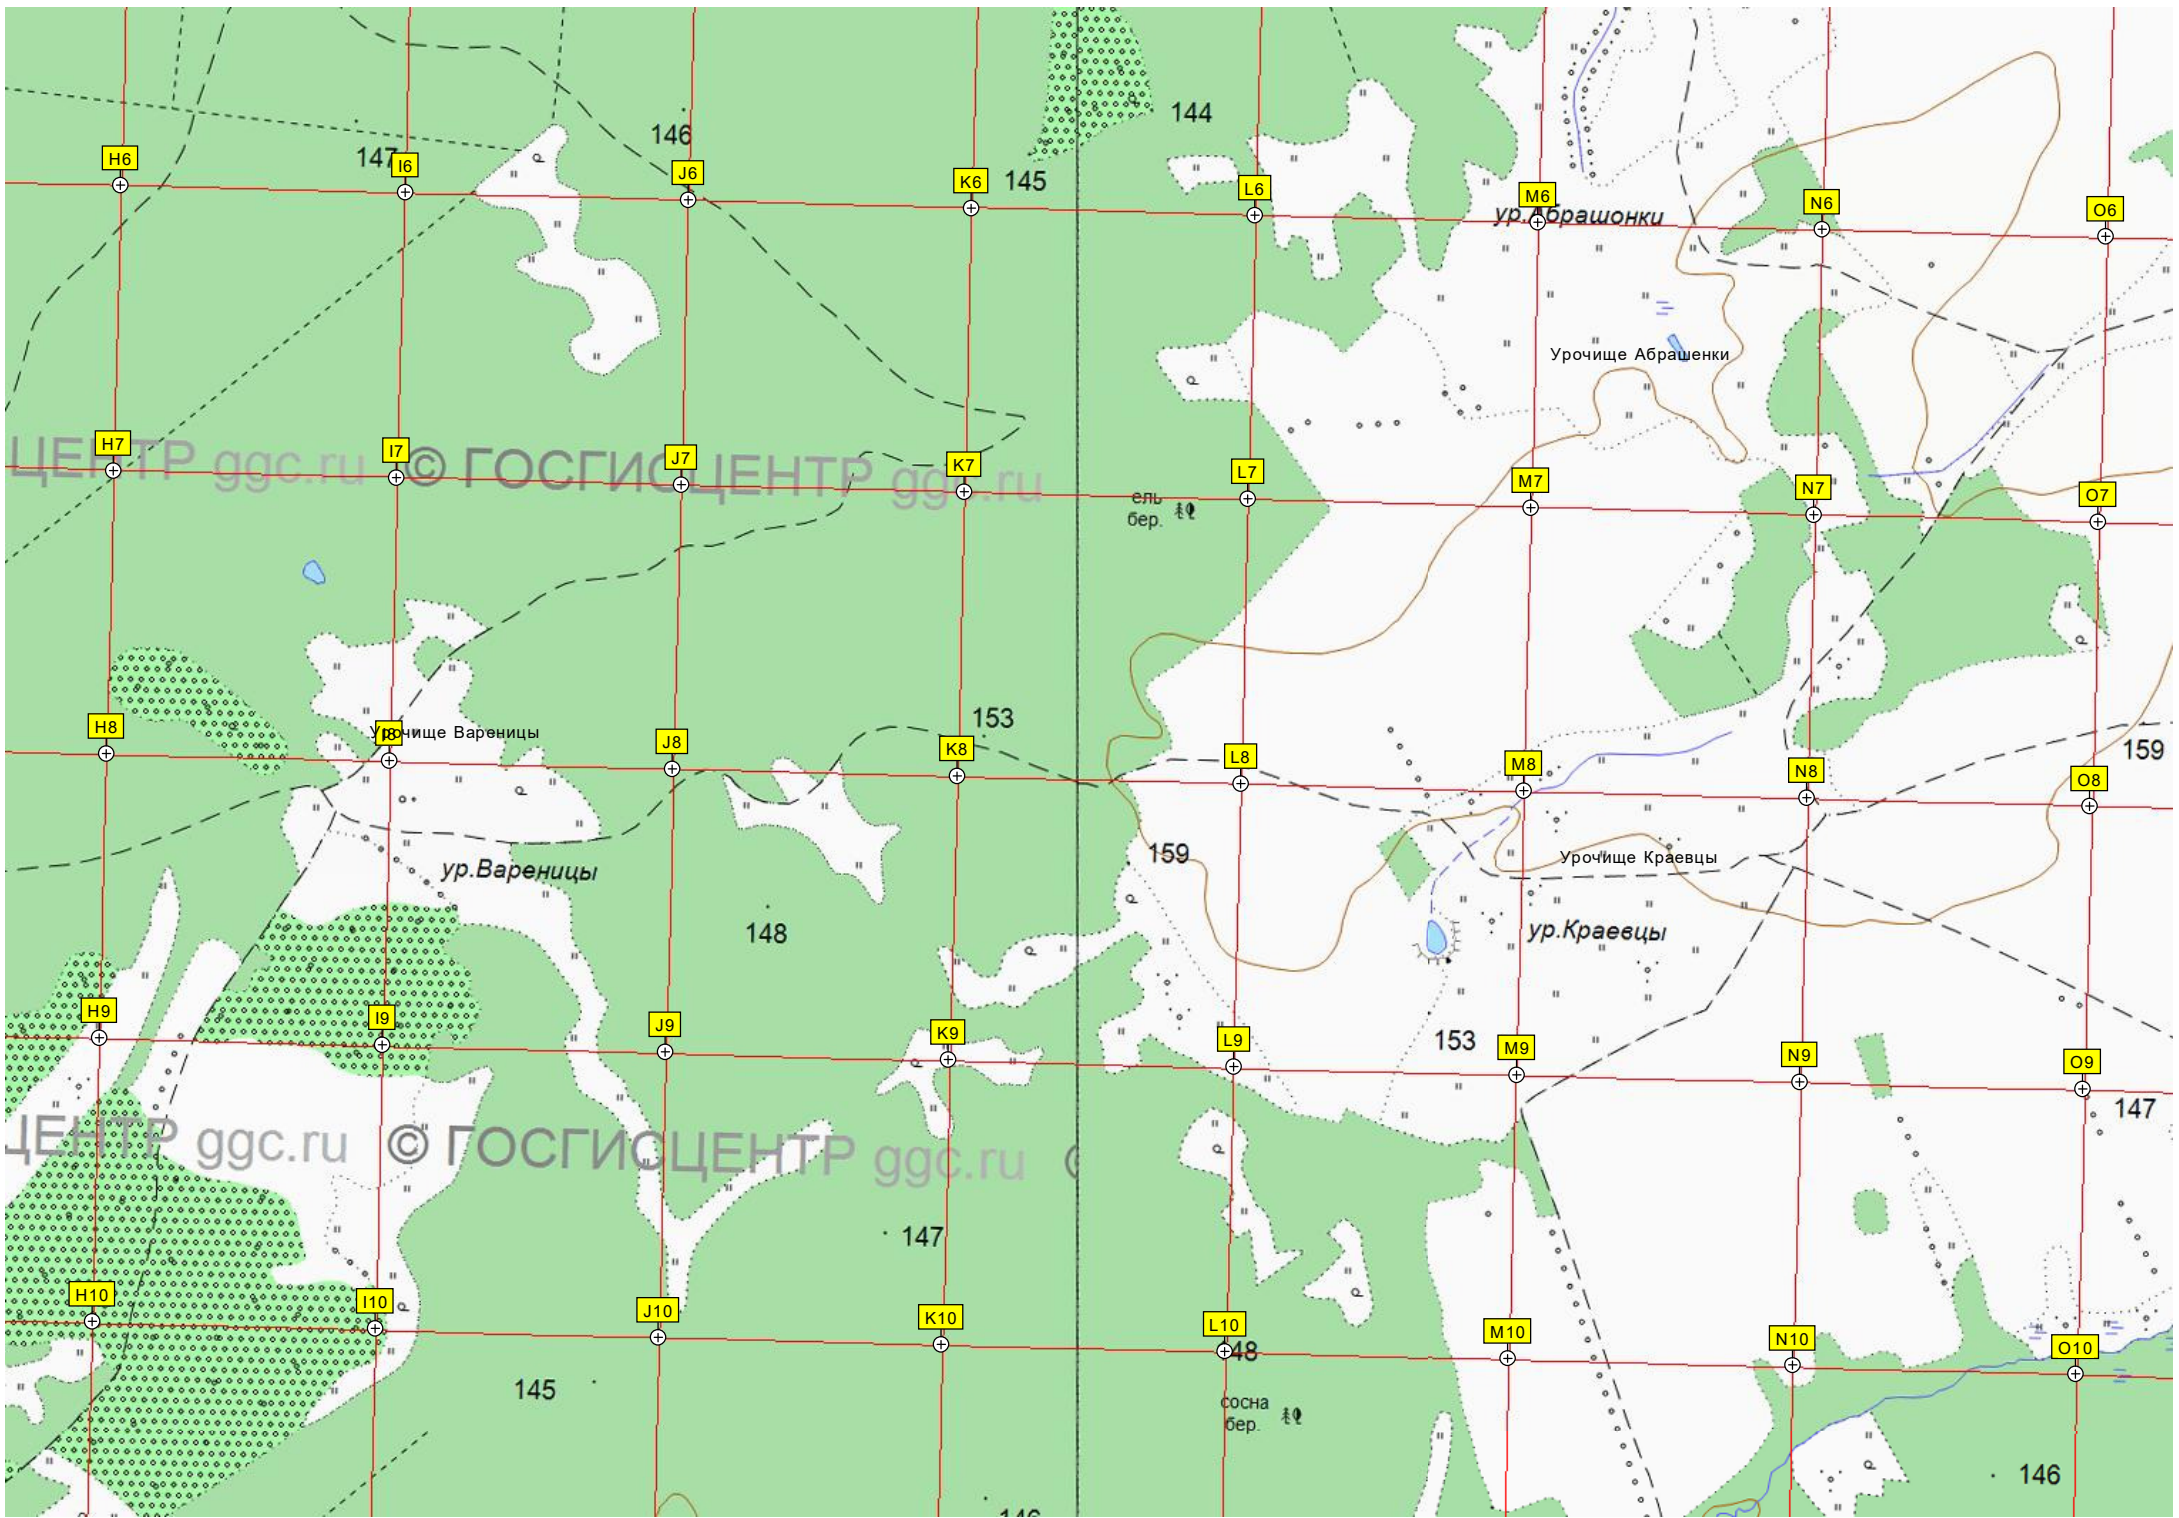 144
146
147
H6
I6
J6
K6
145
L6
M6
N6
O6
ур.Абрашонки
Урочище Абрашенки
H7
I7
J7
K7
L7
M7
N7
O7
ЦЕНТР ggc.ru © ГОСГИСЦЕНТР ggc.ru
ель
бер.
153
H8
I8
Урочище Вареницы
J8
K8
L8
M8
N8
O8
159
159
Урочище Краевцы
ур.Вареницы
148
ур.Краевцы
H9
I9
J9
K9
L9
153
M9
N9
O9
147
ЦЕНТР ggc.ru © ГОСГИСЦЕНТР ggc.ru ©
147
H10
I10
J10
K10
L10
M10
N10
O10
48
145
сосна
бер.
146
146